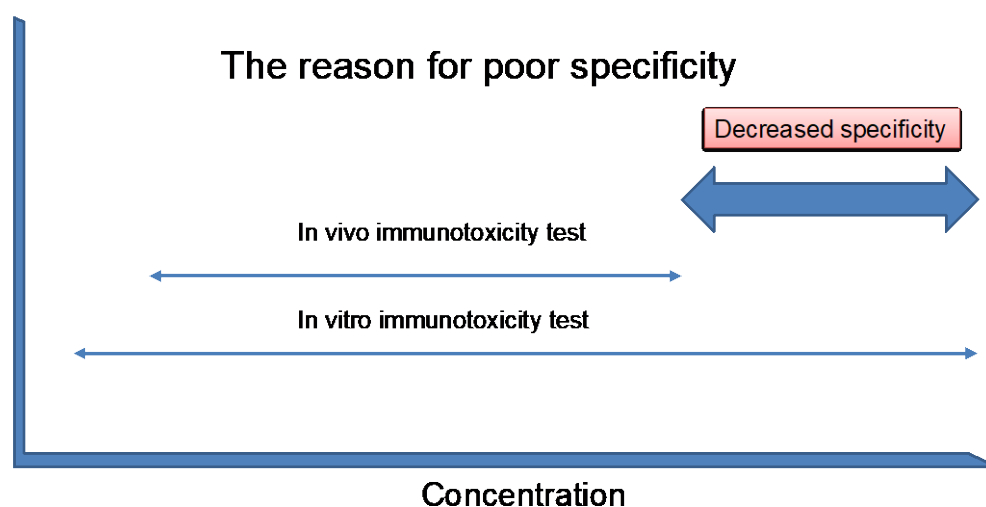 The reason for poor specificity
Decreased specificity
In vivo immunotoxicity test
In vitro immunotoxicity test
Concentration